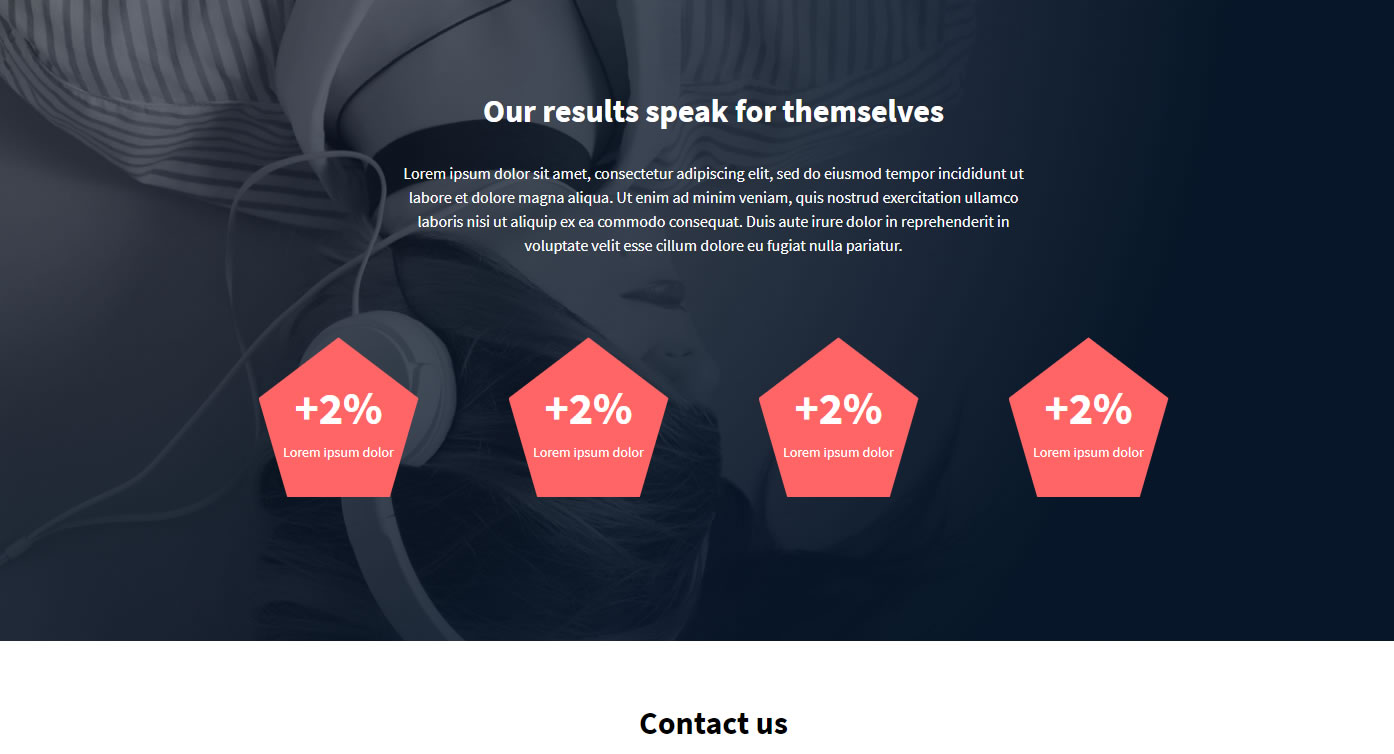 Our results speak for themselves
Lorem ipsum dolor sit amet, consectetur adipiscing elit, sed do eiusmod tempor incididunt ut
labore et dolore magna aliqua. Ut enim ad minim veniam, quis nostrud exercitation ullamco
laboris nisi ut aliquip ex ea commodo consequat. Duis aute irure dolor in reprehenderit in
voluptate velit esse cillum dolore eu fugiat nulla pariatur.
+2%
Lorem ipsum dolor
+2%
Lorem ipsum dolor
+2%
Lorem ipsum dolor
+2%
Lorem ipsum dolor
Contact us